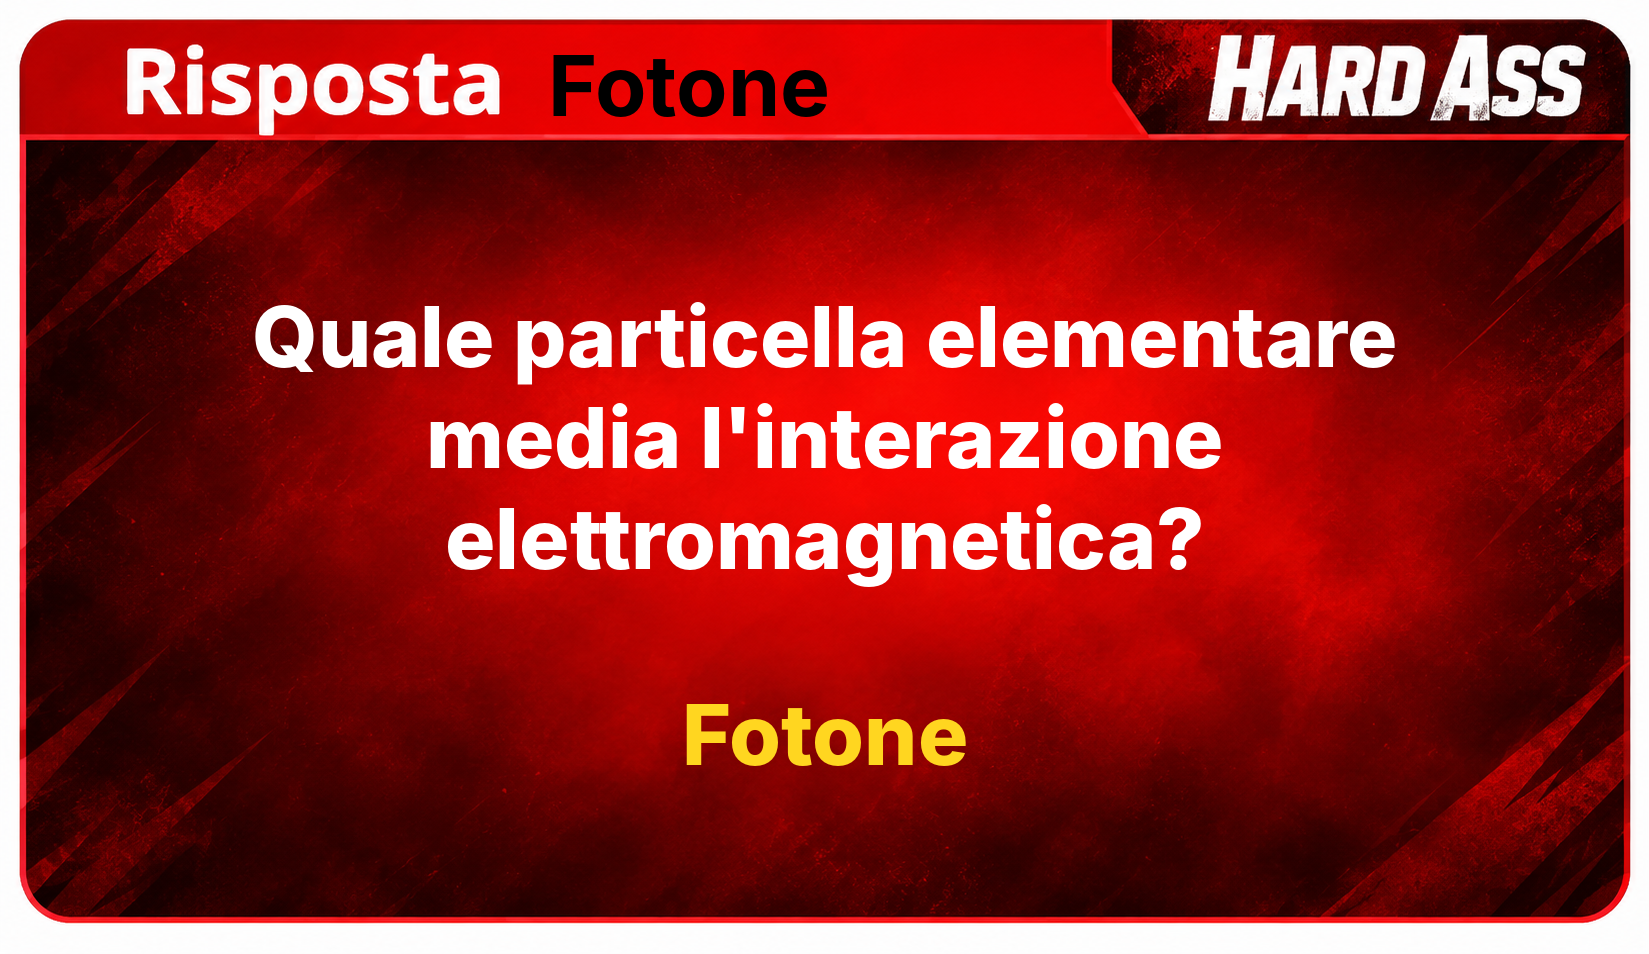 Risposta Fotone
HARD ASS
Quale particella elementare
media l'interazione
elettromagnetica?
Fotone